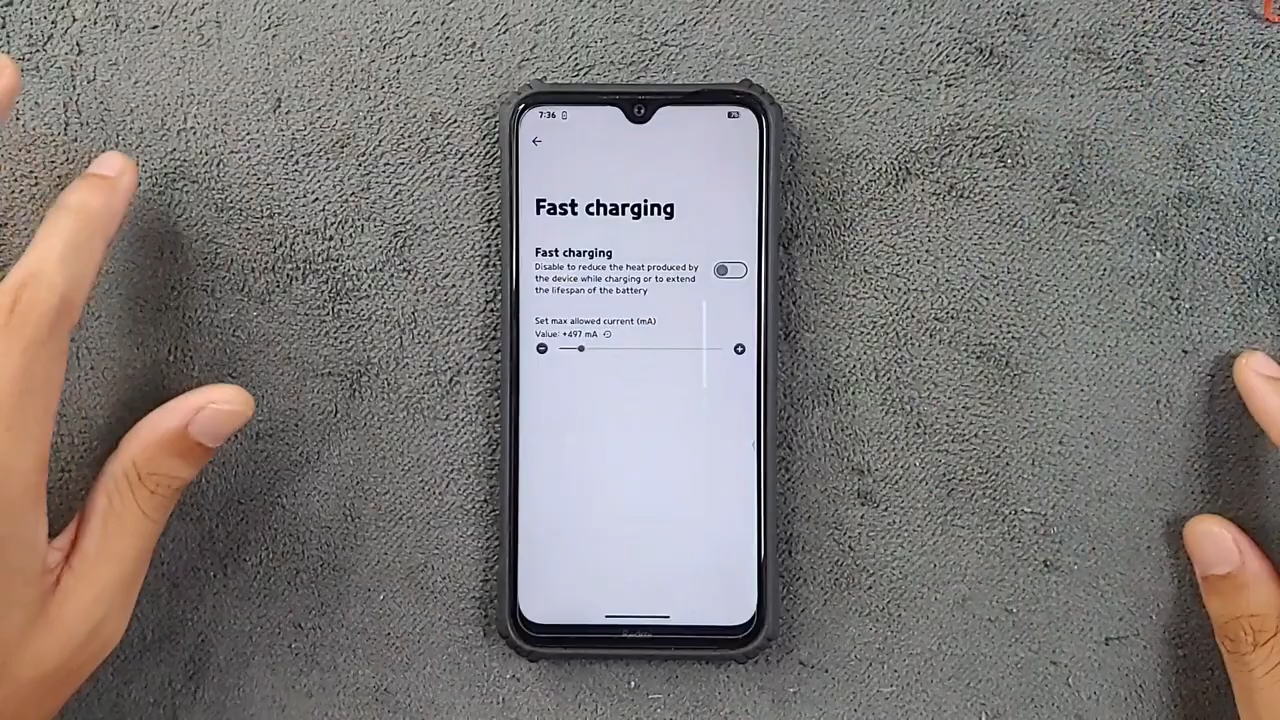 7:36
Fast charging
Fast charging
Disable to reduce the heat produced by
the device while charging or to extend
the lifespan of the battery
Set max allowed current (mA)
Value: +497 mA